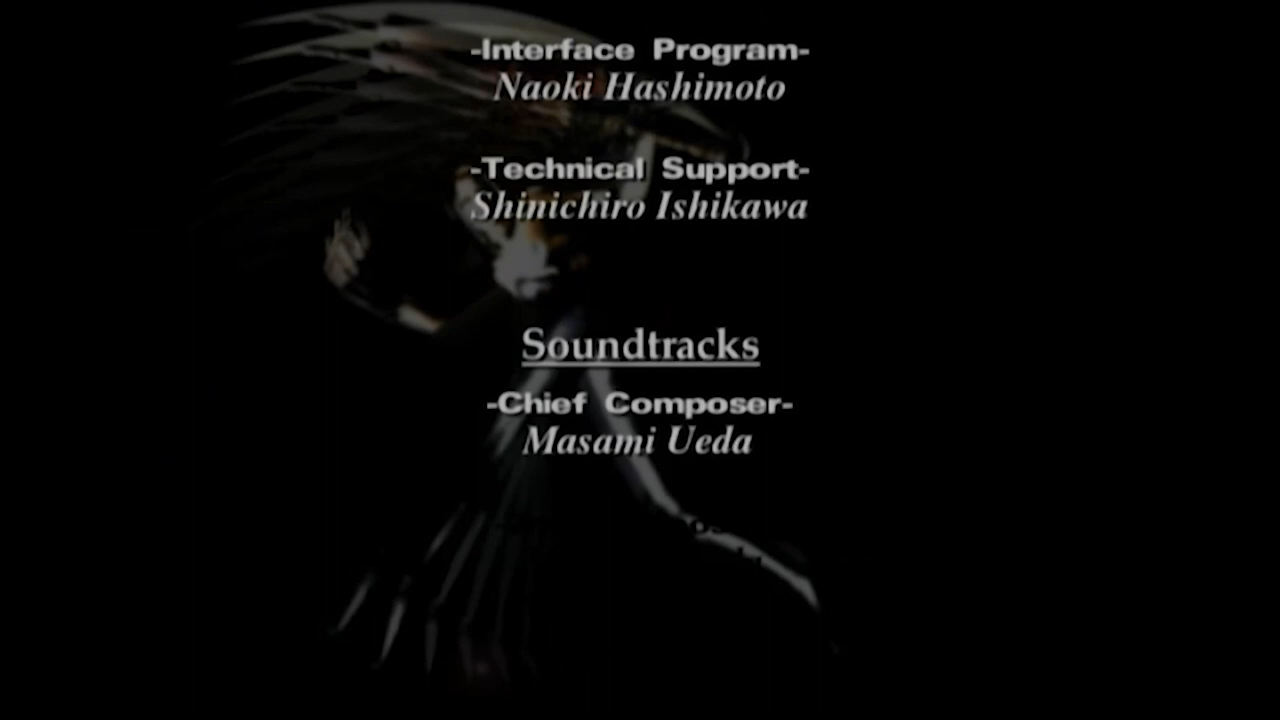 -Interface Program-
Naoki Hashimoto
-Technical Support-
Shinichiro Ishikawa
Soundtracks
-Chief Composer-
Masami Ueda